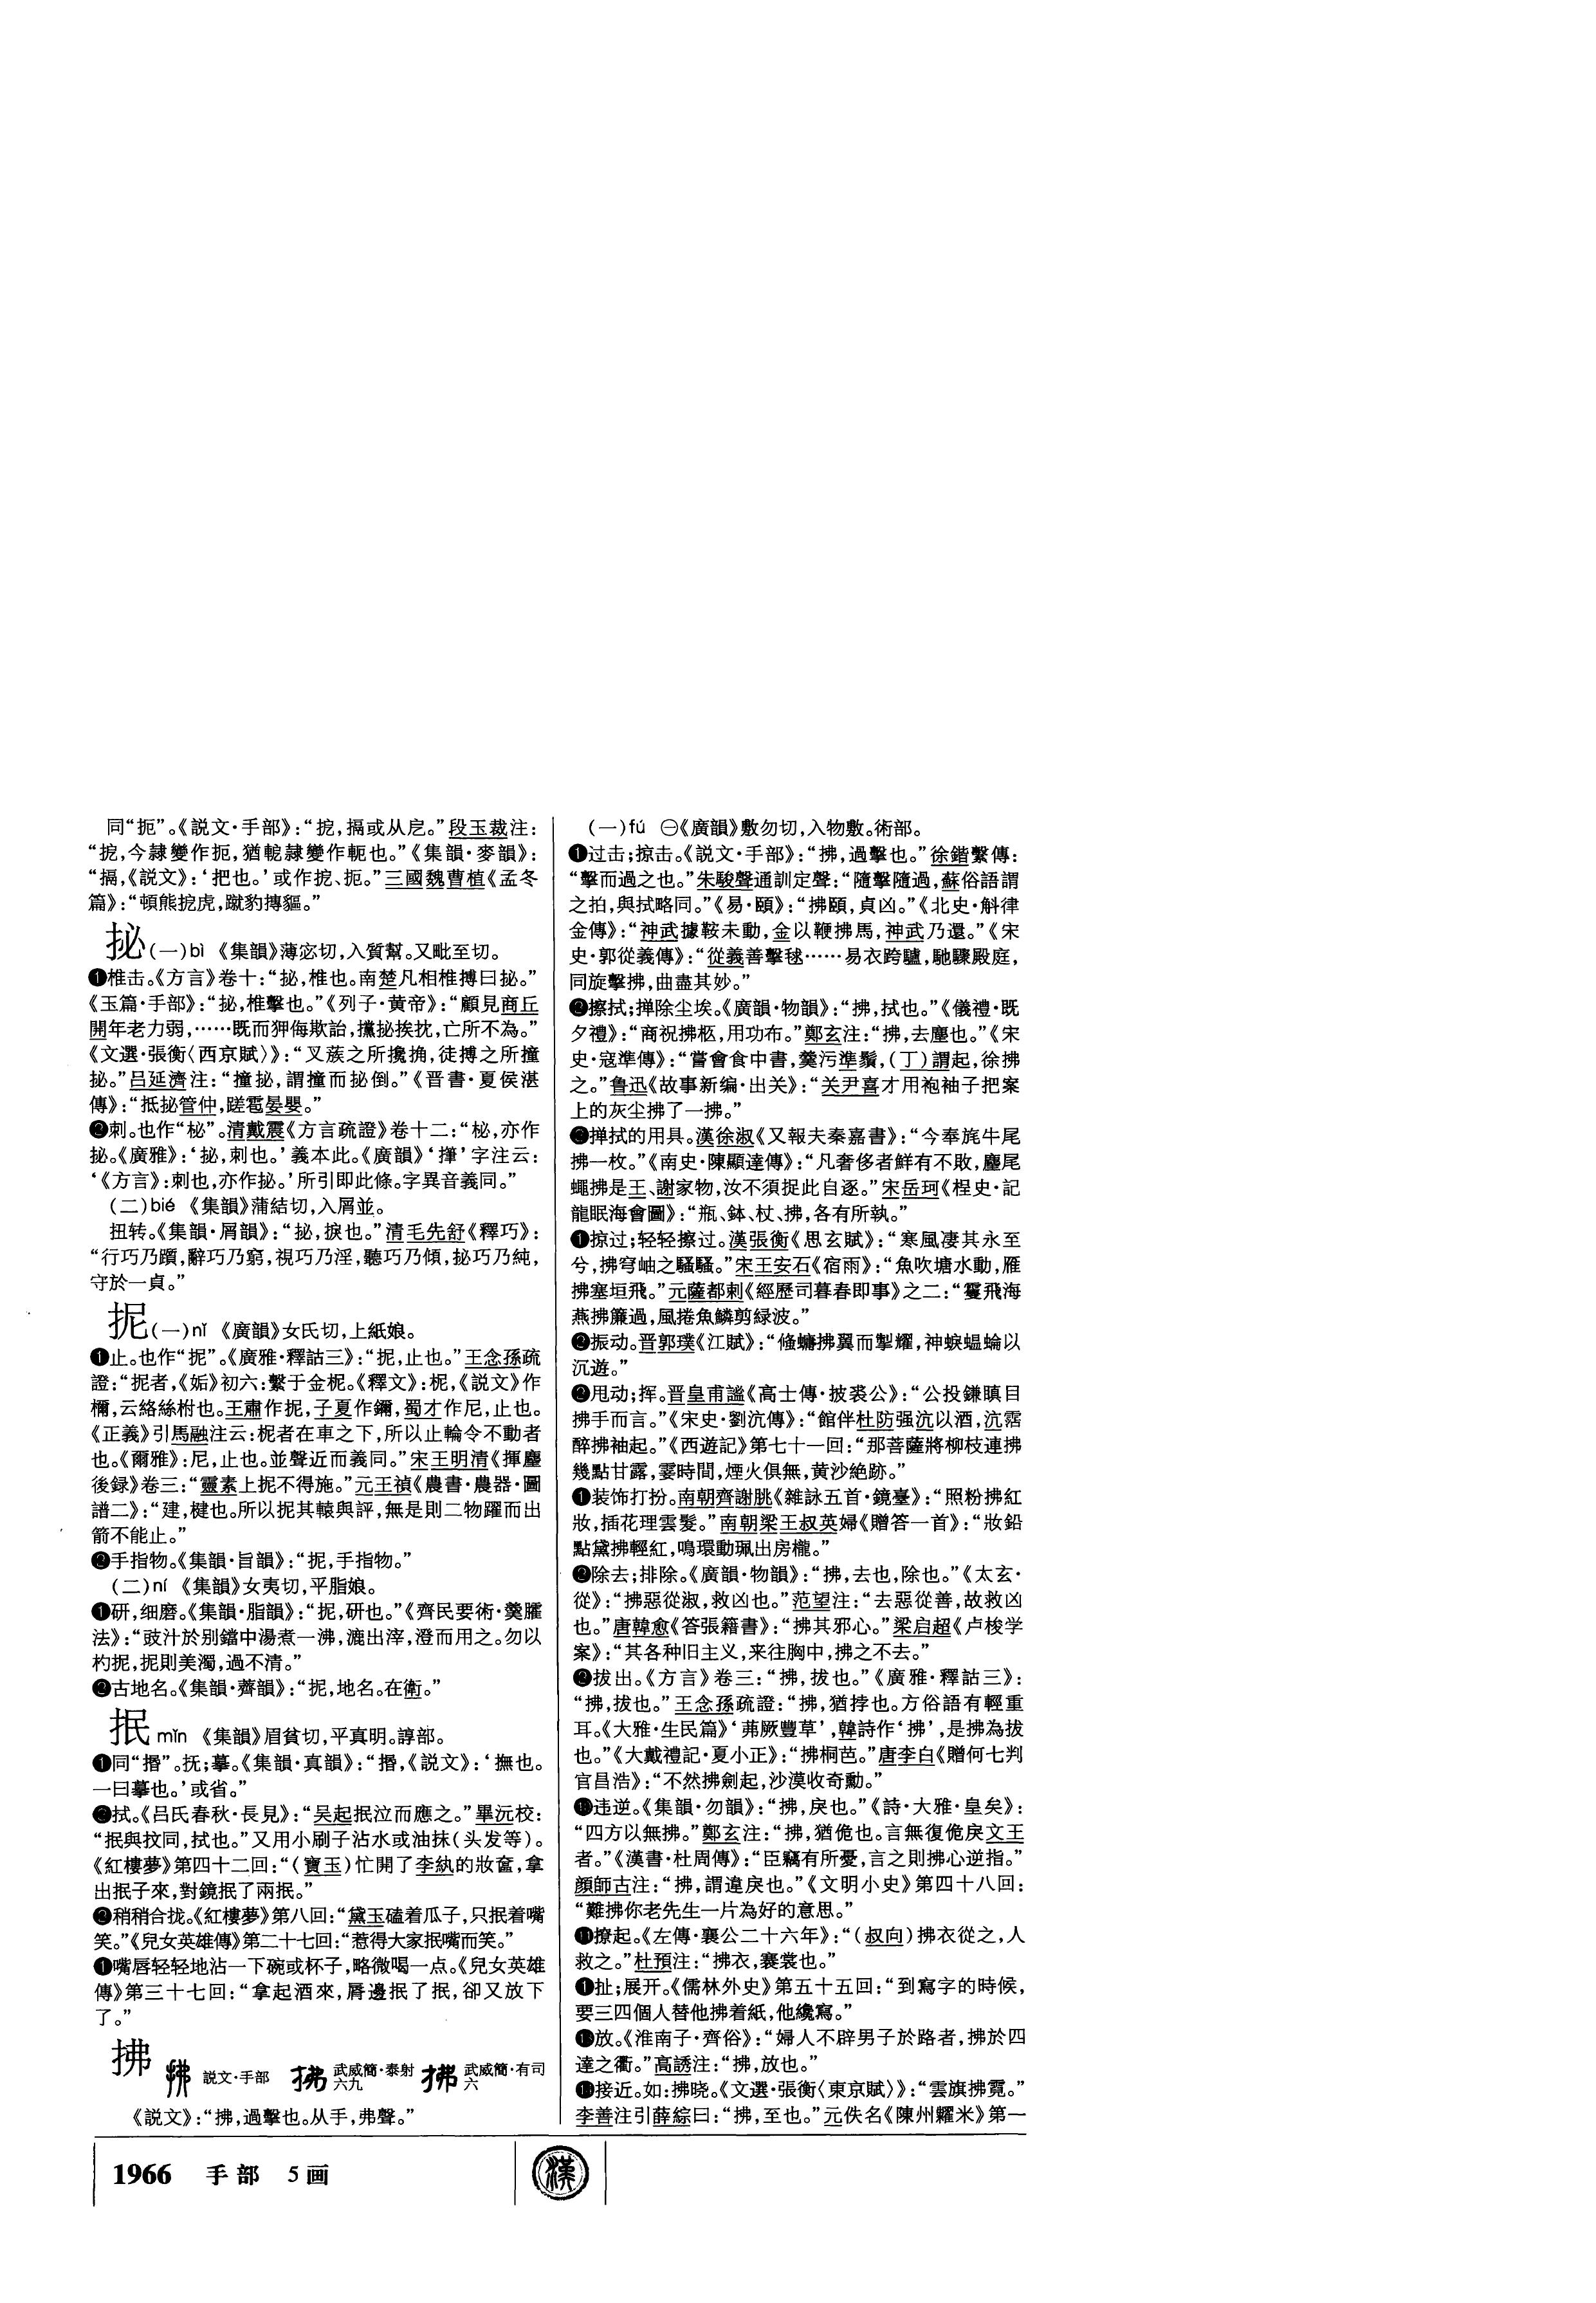 同“扼”。《説文·手部》：“挖，搹或从戹。”段玉裁注：
“挖，今隸變作扼，猶軶隸變作軛也。”《集韻·麥韻》：
“搹，《説文》：‘把也。’或作挖、扼。”三國魏曹植《孟冬
篇》：“頓熊扼虎，蹴豹搏貙。”
抋(一)bì 《集韻》薄宓切，入質幫。又毗至切。
❶椎击。《方言》卷十：“抋，椎也。南楚凡相椎搏曰抋。”
《玉篇·手部》：“抋，椎擊也。”《列子·黄帝》：“顧見商丘
開年老力弱，……既而狎侮欺詒，攩抋挨抌，亡所不為。”
《文選·張衡〈西京賦〉》：“叉蔟之所攙捔，徒搏之所撞
抋。”吕延濟注：“撞抋，謂撞而抋倒。”《晋書·夏侯湛
傳》：“抵抋管仲，蹉雹晏嬰。”
❷刺。也作“柲”。清戴震《方言疏證》卷十二：“柲，亦作
抋。《廣雅》：‘抋，刺也。’義本此。《廣韻》‘㩤’字注云：
‘《方言》：刺也，亦作抋。’所引即此條。字異音義同。”
(二)bié 《集韻》蒲結切，入屑並。
扭转。《集韻·屑韻》：“抋，捩也。”清毛先舒《釋巧》：
“行巧乃躓，辭巧乃窮，視巧乃淫，聽巧乃傾，抋巧乃純，
守於一貞。”
抳(一)nǐ 《廣韻》女氏切，上紙娘。
❶止。也作“抳”。《廣雅·釋詁三》：“抳，止也。”王念孫疏
證：“抳者，《姤》初六：繫于金柅。《釋文》：柅，《説文》作
檷，云絡絲柎也。王肅作抳，子夏作鑈，蜀才作尼，止也。
《正義》引馬融注云：柅者在車之下，所以止輪令不動者
也。《爾雅》：尼，止也。並聲近而義同。”宋王明清《揮麈
後録》卷三：“靈素上抳不得施。”元王禎《農書·農器·圖
譜二》：“建，楗也。所以抳其轅與評，無是則二物躍而出
箭不能止。”
❷手指物。《集韻·旨韻》：“抳，手指物。”
(二)ní 《集韻》女夷切，平脂娘。
❶研，细磨。《集韻·脂韻》：“抳，研也。”《齊民要術·羹臛
法》：“豉汁於别鐺中湯煮一沸，漉出滓，澄而用之。勿以
杓抳，抳則羹濁，過不清。”
❷古地名。《集韻·齊韻》：“抳，地名。在衛。”
抿 mǐn 《集韻》眉貧切，平真明。諄部。
❶同“捪”。抚；摹。《集韻·真韻》：“捪，《説文》：‘撫也。
一曰摹也。’或省。”
❷拭。《吕氏春秋·長見》：“吴起抿泣而應之。”畢沅校：
“抿與抆同，拭也。”又用小刷子沾水或油抹(头发等)。
《紅樓夢》第四十二回：“(寶玉)忙開了李紈的妝奩，拿
出抿子來，對鏡抿了兩抿。”
❷稍稍合拢。《紅樓夢》第八回：“黛玉磕着瓜子，只抿着嘴
笑。”《兒女英雄傳》第二十七回：“惹得大家抿嘴而笑。”
❶嘴唇轻轻地沾一下碗或杯子，略微喝一点。《兒女英雄
傳》第三十七回：“拿起酒來，脣邊抿了抿，卻又放下
了。”
拂 説文·手部 武威簡·泰射六九 武威簡·有司六
《説文》：“拂，過擊也。从手，弗聲。”
(一)fú ㊀《廣韻》敷勿切，入物敷。術部。
❶过击；掠击。《説文·手部》：“拂，過擊也。”徐鍇繫傳：
“擊而過之也。”朱駿聲通訓定聲：“隨擊隨過，蘇俗語謂
之拍，與拭略同。”《易·頤》：“拂頤，貞凶。”《北史·斛律
金傳》：“神武據鞍未動，金以鞭拂馬，神武乃還。”《宋
史·郭從義傳》：“從義善擊毬……易衣跨驢，馳驟殿庭，
同旋擊拂，曲盡其妙。”
❷擦拭；掸除尘埃。《廣韻·物韻》：“拂，拭也。”《儀禮·既
夕禮》：“商祝拂柩，用功布。”鄭玄注：“拂，去塵也。”《宋
史·寇準傳》：“嘗會食中書，羹污準鬚，(丁)謂起，徐拂
之。”鲁迅《故事新编·出关》：“关尹喜才用袍袖子把案
上的灰尘拂了一拂。”
❸掸拭的用具。漢徐淑《又報夫秦嘉書》：“今奉旄牛尾
拂一枚。”《南史·陳顯達傳》：“凡奢侈者鮮有不敗，麈尾
蠅拂是王、謝家物，汝不須捉此自逐。”宋岳珂《桯史·記
龍眠海會圖》：“瓶、鉢、杖、拂，各有所執。”
❶掠过；轻轻擦过。漢張衡《思玄賦》：“寒風凄其永至
兮，拂穹岫之騷騷。”宋王安石《宿雨》：“魚吹塘水動，雁
拂塞垣飛。”元薩都剌《經歷司暮春即事》之二：“霎飛海
燕拂簾過，風捲魚鱗剪緑波。”
❷振动。晋郭璞《江賦》：“鯈䗤拂翼而掣耀，神蜧蝹蜦以
沉遊。”
❷甩动；挥。晋皇甫謐《高士傳·披裘公》：“公投鎌瞋目
拂手而言。”《宋史·劉沆傳》：“館伴杜防强沆以酒，沆霑
醉拂袖起。”《西遊記》第七十一回：“那菩薩將柳枝連拂
幾點甘露，霎時間，煙火俱無，黄沙絶跡。”
❶装饰打扮。南朝齊謝朓《雜詠五首·鏡臺》：“照粉拂紅
妝，插花理雲髮。”南朝梁王叔英婦《贈答一首》：“妝鉛
點黛拂輕紅，鳴環動珮出房櫳。”
❷除去；排除。《廣韻·物韻》：“拂，去也，除也。”《太玄·
從》：“拂惡從淑，救凶也。”范望注：“去惡從善，故救凶
也。”唐韓愈《答張籍書》：“拂其邪心。”梁启超《卢梭学
案》：“其各种旧主义，来往胸中，拂之不去。”
❷拔出。《方言》卷三：“拂，拔也。”《廣雅·釋詁三》：
“拂，拔也。”王念孫疏證：“拂，猶捊也。方俗語有輕重
耳。《大雅·生民篇》‘茀厥豐草’，韓詩作‘拂’，是拂為拔
也。”《大戴禮記·夏小正》：“拂桐芭。”唐李白《贈何七判
官昌浩》：“不然拂劍起，沙漠收奇勳。”
❿违逆。《集韻·勿韻》：“拂，戾也。”《詩·大雅·皇矣》：
“四方以無拂。”鄭玄注：“拂，猶佹也。言無復佹戾文王
者。”《漢書·杜周傳》：“臣竊有所憂，言之則拂心逆指。”
顔師古注：“拂，謂違戾也。”《文明小史》第四十八回：
“難拂你老先生一片為好的意思。”
⓫撩起。《左傳·襄公二十六年》：“(叔向)拂衣從之，人
救之。”杜預注：“拂衣，褰裳也。”
❶扯；展开。《儒林外史》第五十五回：“到寫字的時候，
要三四個人替他拂着紙，他纔寫。”
⓭放。《淮南子·齊俗》：“婦人不辟男子於路者，拂於四
達之衢。”高誘注：“拂，放也。”
⓮接近。如：拂晓。《文選·張衡〈東京賦〉》：“雲旗拂霓。”
李善注引薛綜曰：“拂，至也。”元佚名《陳州糶米》第一
1966 手部 5画
漢